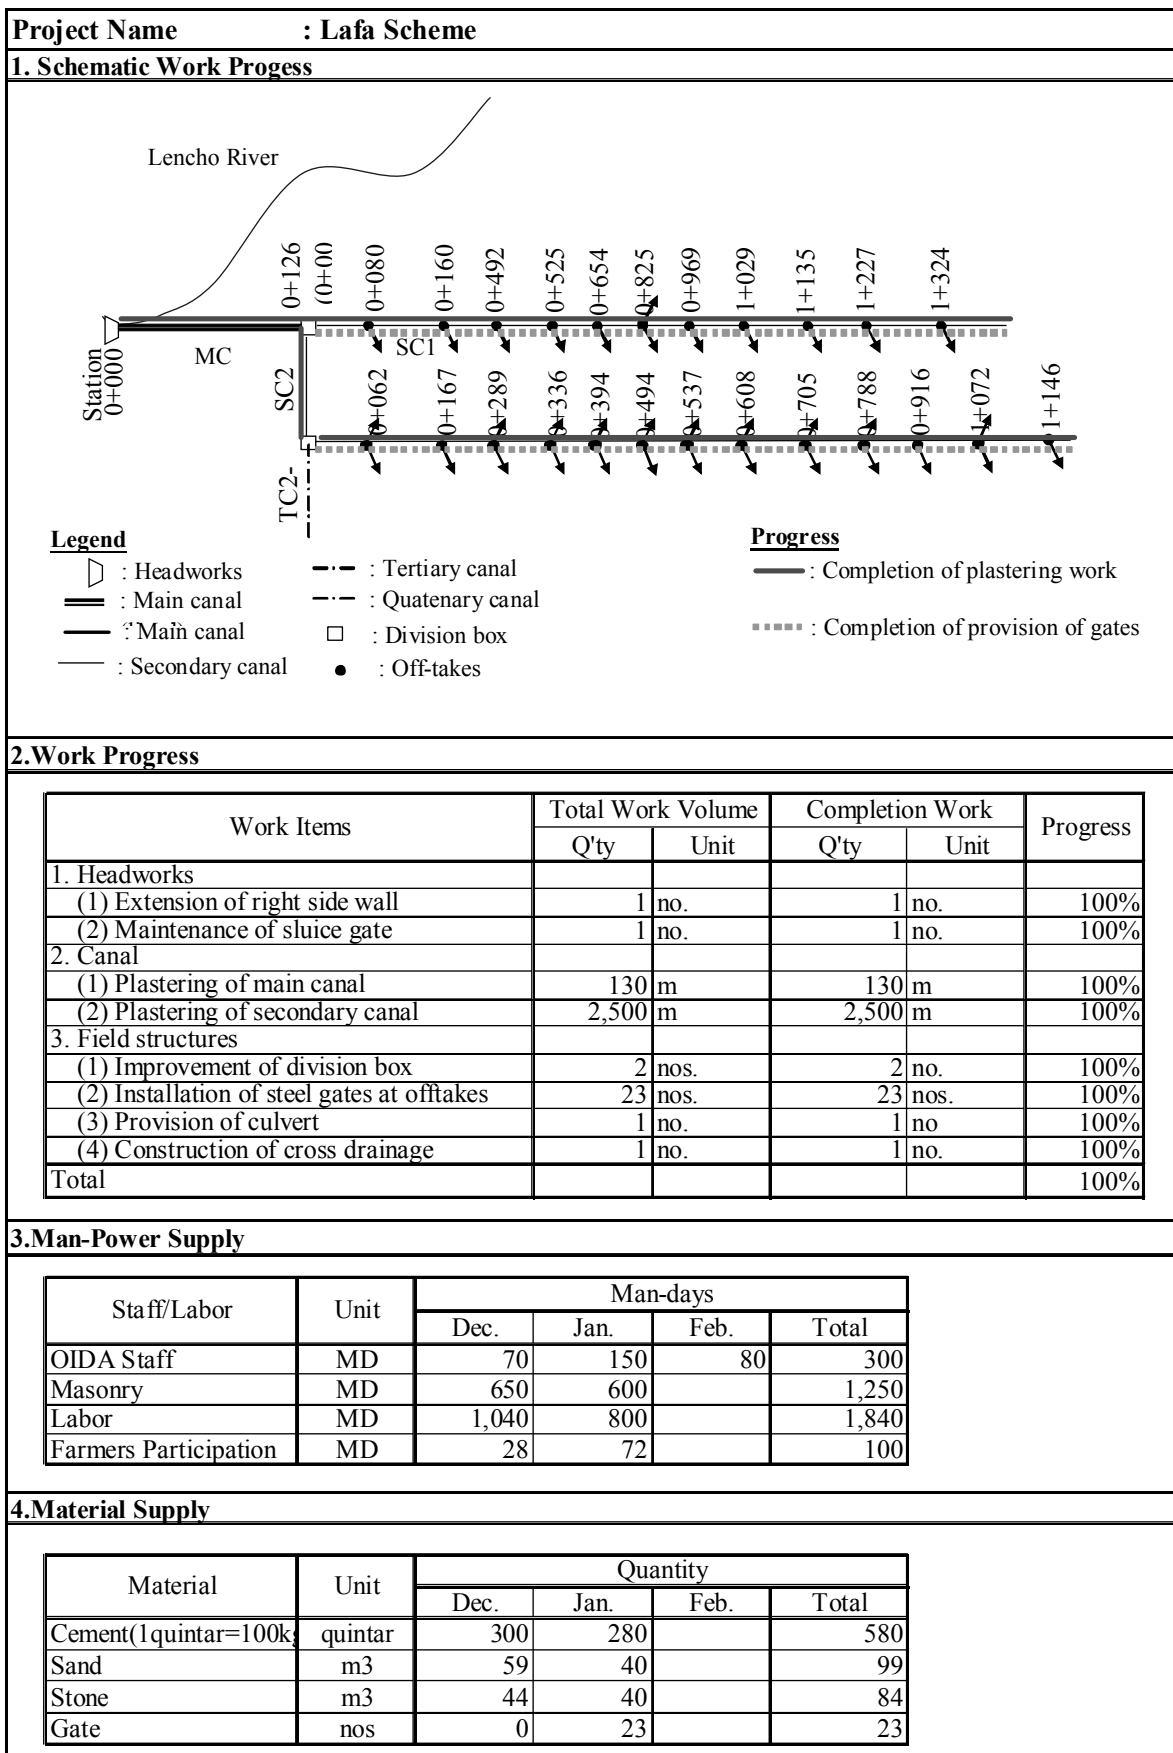 Project Name : Lafa Scheme
1. Schematic Work Progess
Lencho River
0+126
(0+00
0+080
0+160
0+492
0+525
0+654
0+825
0+969
1+029
1+135
1+227
1+324
Station
0+000
MC
SC1
SC2
0+062
0+167
0+289
0+336
0+394
0+494
0+537
0+608
0+705
0+788
0+916
1+072
1+146
TC2-
Legend
: Headworks
: Main canal
: Main canal
: Secondary canal
: Tertiary canal
: Quatenary canal
: Division box
: Off-takes
Progress
: Completion of plastering work
: Completion of provision of gates
2.Work Progress
Work Items Total Work Volume Completion Work Progress
Q'ty Unit Q'ty Unit
1. Headworks
(1) Extension of right side wall 1 no. 1 no. 100%
(2) Maintenance of sluice gate 1 no. 1 no. 100%
2. Canal
(1) Plastering of main canal 130 m 130 m 100%
(2) Plastering of secondary canal 2,500 m 2,500 m 100%
3. Field structures
(1) Improvement of division box 2 nos. 2 no. 100%
(2) Installation of steel gates at offtakes 23 nos. 23 nos. 100%
(3) Provision of culvert 1 no. 1 no 100%
(4) Construction of cross drainage 1 no. 1 no. 100%
Total 100%
3.Man-Power Supply
Staff/Labor Unit Man-days
Dec. Jan. Feb. Total
OIDA Staff MD 70 150 80 300
Masonry MD 650 600 1,250
Labor MD 1,040 800 1,840
Farmers Participation MD 28 72 100
4.Material Supply
Material Unit Quantity
Dec. Jan. Feb. Total
Cement(1quintar=100kg quintar 300 280 580
Sand m3 59 40 99
Stone m3 44 40 84
Gate nos 0 23 23